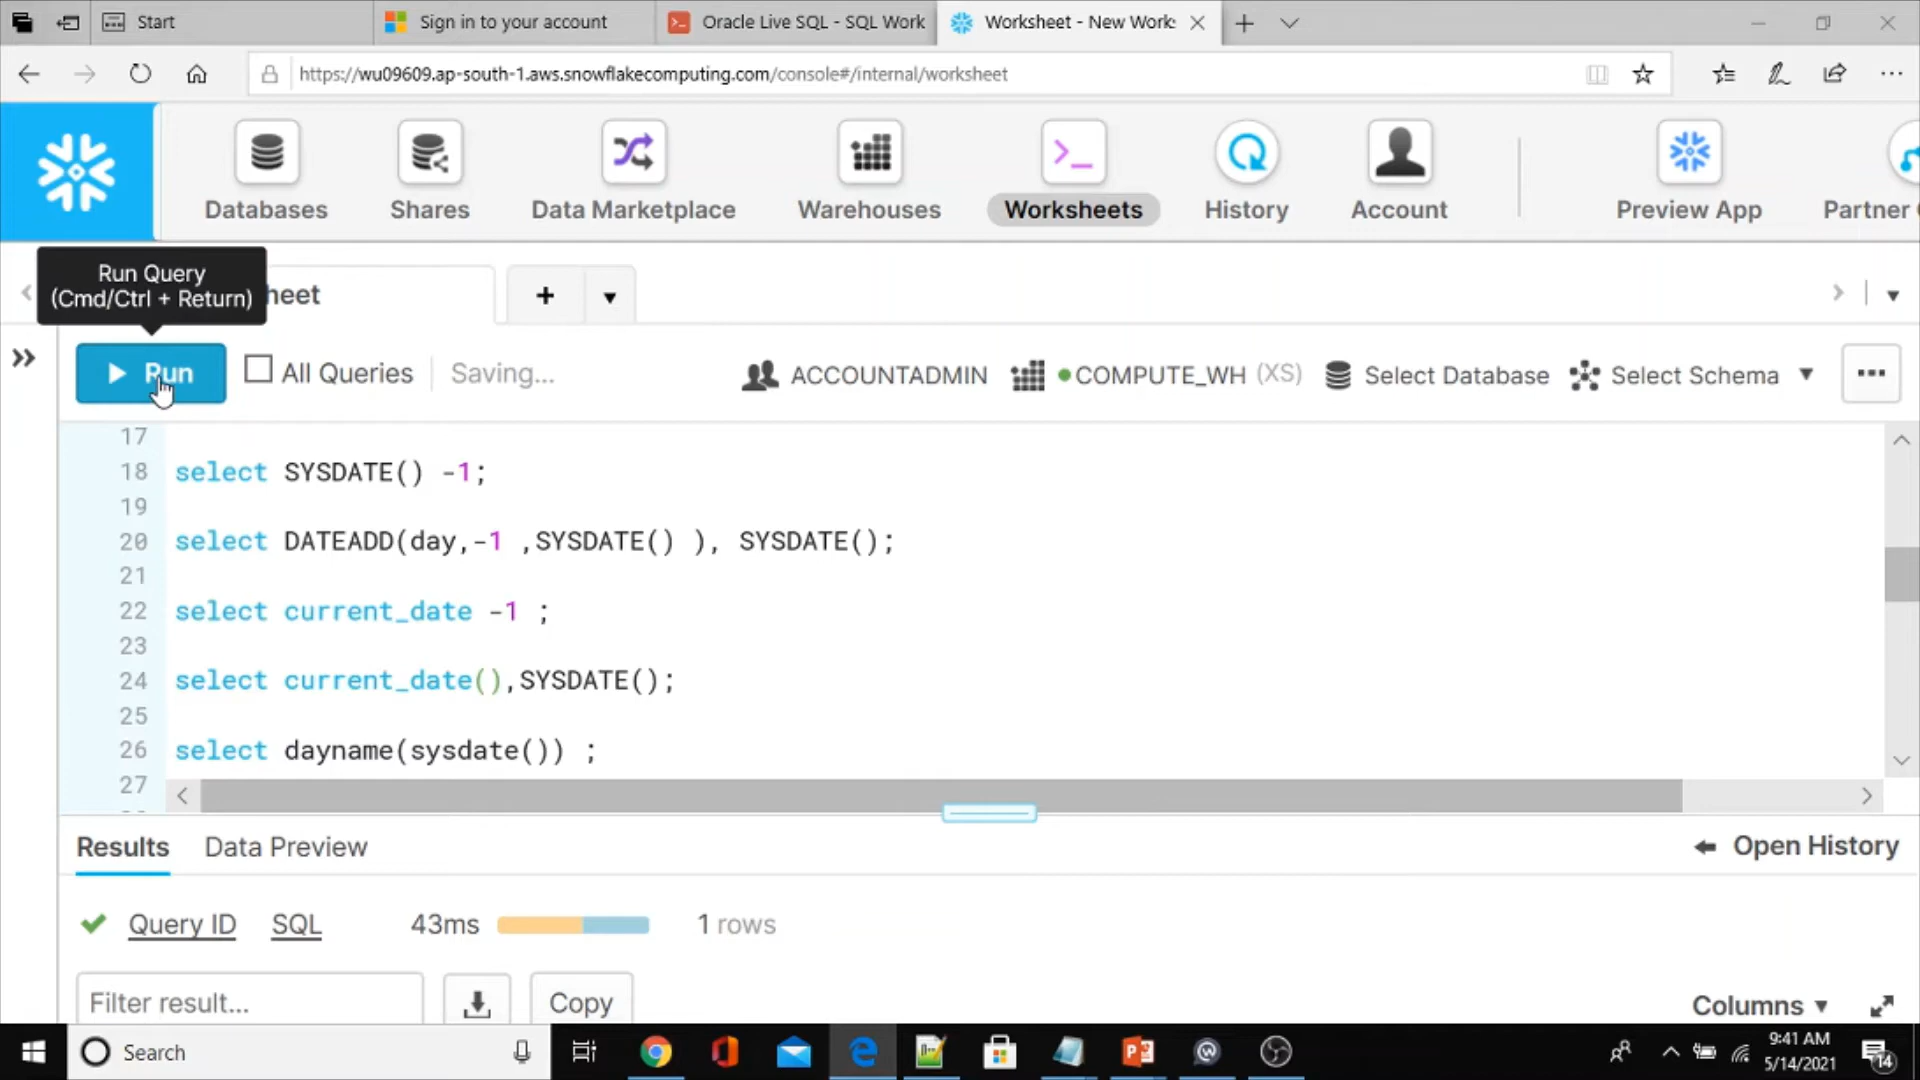 Start
Sign in to your account
Oracle Live SQL - SQL Work
Worksheet - New Work
https://wu09609.ap-south-1.aws.snowflakecomputing.com/console#/internal/worksheet
Databases
Shares
Data Marketplace
Warehouses
Worksheets
History
Account
Preview App
Partner
Run Query
(Cmd/Ctrl + Return)
heet
Run
All Queries
Saving...
ACCOUNTADMIN
COMPUTE_WH (XS)
Select Database
Select Schema
17
18 select SYSDATE() -1;
19
20 select DATEADD(day,-1 ,SYSDATE() ), SYSDATE();
21
22 select current_date -1 ;
23
24 select current_date(),SYSDATE();
25
26 select dayname(sysdate()) ;
27
Results
Data Preview
Open History
Query ID
SQL
43ms
1 rows
Filter result...
Copy
Columns
Search
9:41 AM
5/14/2021
14